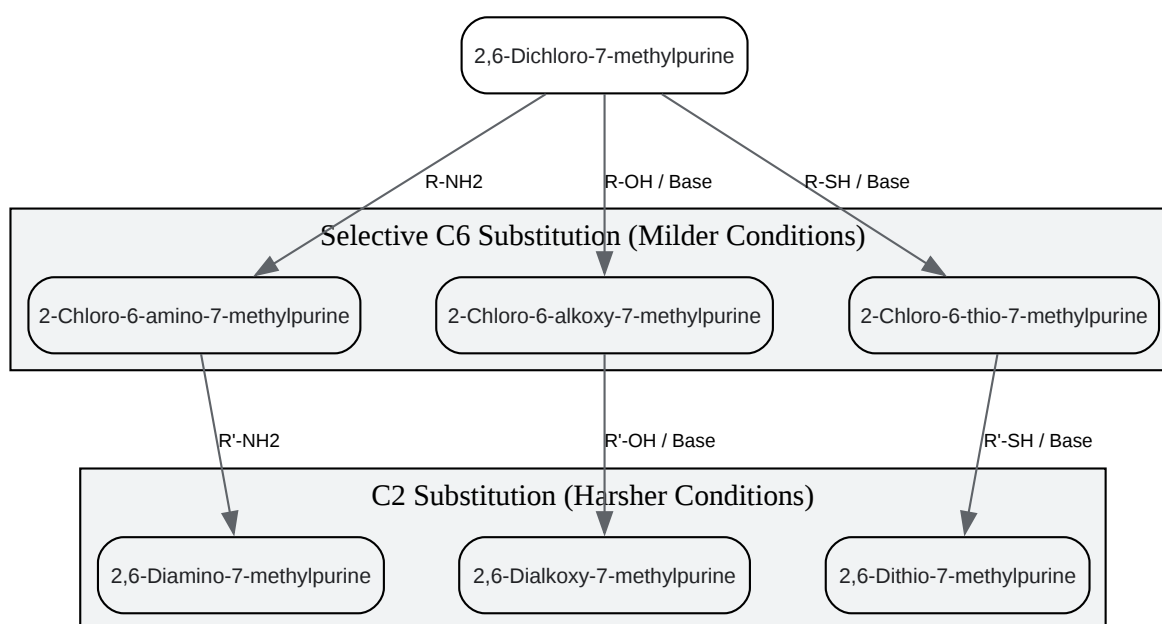 2,6-Dichloro-7-methylpurine
R-NH2
R-OH / Base
R-SH / Base
Selective C6 Substitution (Milder Conditions)
2-Chloro-6-amino-7-methylpurine
2-Chloro-6-alkoxy-7-methylpurine
2-Chloro-6-thio-7-methylpurine
R'-NH2
R'-OH / Base
R'-SH / Base
C2 Substitution (Harsher Conditions)
2,6-Diamino-7-methylpurine
2,6-Dialkoxy-7-methylpurine
2,6-Dithio-7-methylpurine